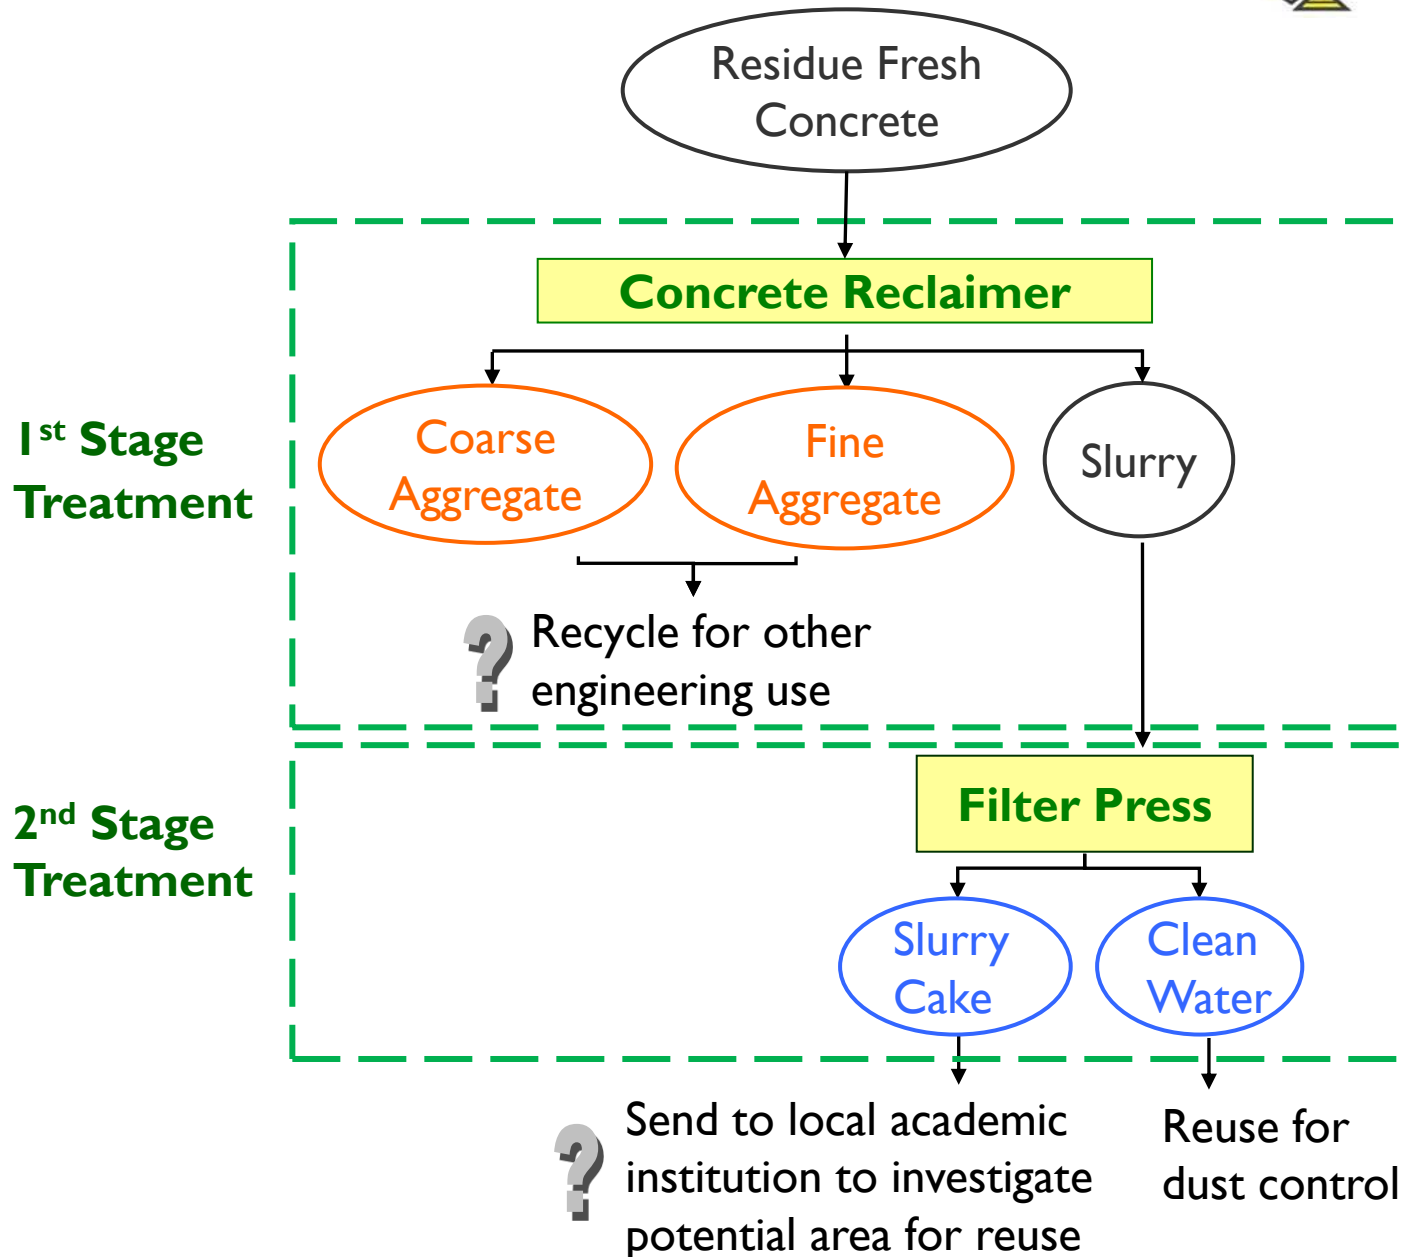 Residue Fresh
Concrete
Concrete Reclaimer
1st Stage
Treatment
Coarse
Aggregate
Fine
Aggregate
Slurry
? Recycle for other
engineering use
2nd Stage
Treatment
Filter Press
Slurry
Cake
Clean
Water
? Send to local academic
institution to investigate
potential area for reuse
Reuse for
dust control